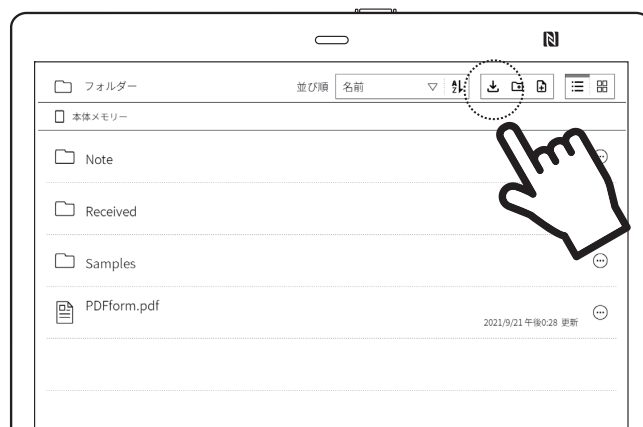 フォルダー 並び順 名前
本体メモリー
Note
Received
Samples
PDFform.pdf
2021/9/21 午後0:28 更新